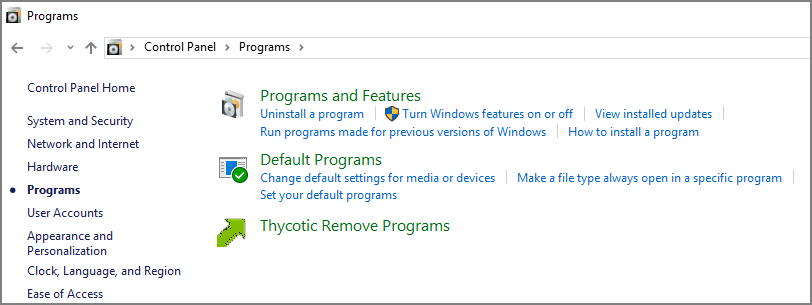 Programs
Control Panel Programs
Control Panel Home
System and Security
Network and Internet
Hardware
Programs
User Accounts
Appearance and
Personalization
Clock, Language, and Region
Ease of Access
Programs and Features
Uninstall a program Turn Windows features on or off View installed updates
Run programs made for previous versions of Windows How to install a program
Default Programs
Change default settings for media or devices Make a file type always open in a specific program
Set your default programs
Thycotic Remove Programs